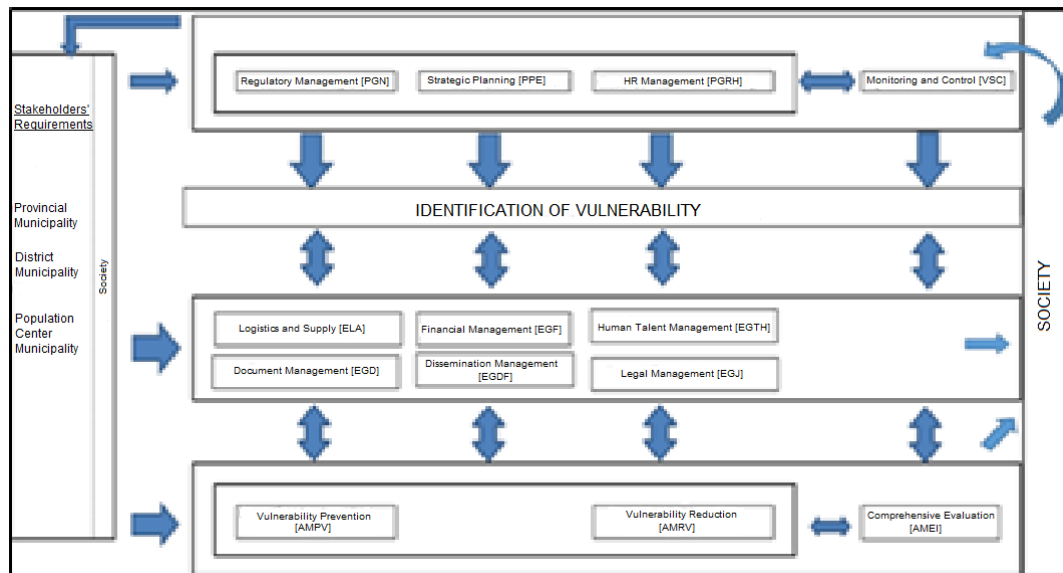 Stakeholders'
Requirements
Provincial
Municipality
District
Municipality
Population
Center
Municipality
Society
Regulatory Management [PGN]
Strategic Planning [PPE]
HR Management [PGRH]
Monitoring and Control [VSC]
IDENTIFICATION OF VULNERABILITY
Logistics and Supply [ELA]
Financial Management [EGF]
Human Talent Management [EGTH]
Document Management [EGD]
Dissemination Management
[EGDF]
Legal Management [EGJ]
Vulnerability Prevention
[AMPV]
Vulnerability Reduction
[AMRV]
Comprehensive Evaluation
[AMEI]
SOCIETY